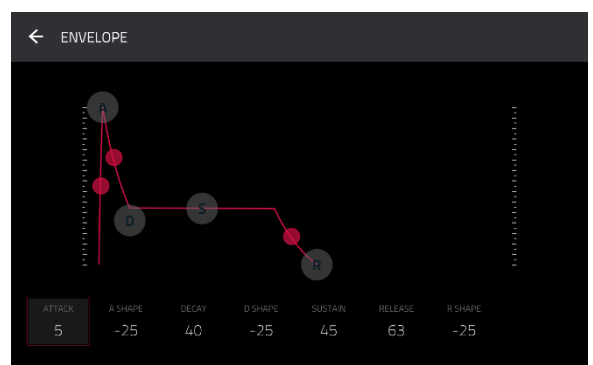 ENVELOPE
A
D
S
R
ATTACK A SHAPE DECAY D SHAPE SUSTAIN RELEASE R SHAPE
5 -25 40 -25 45 63 -25